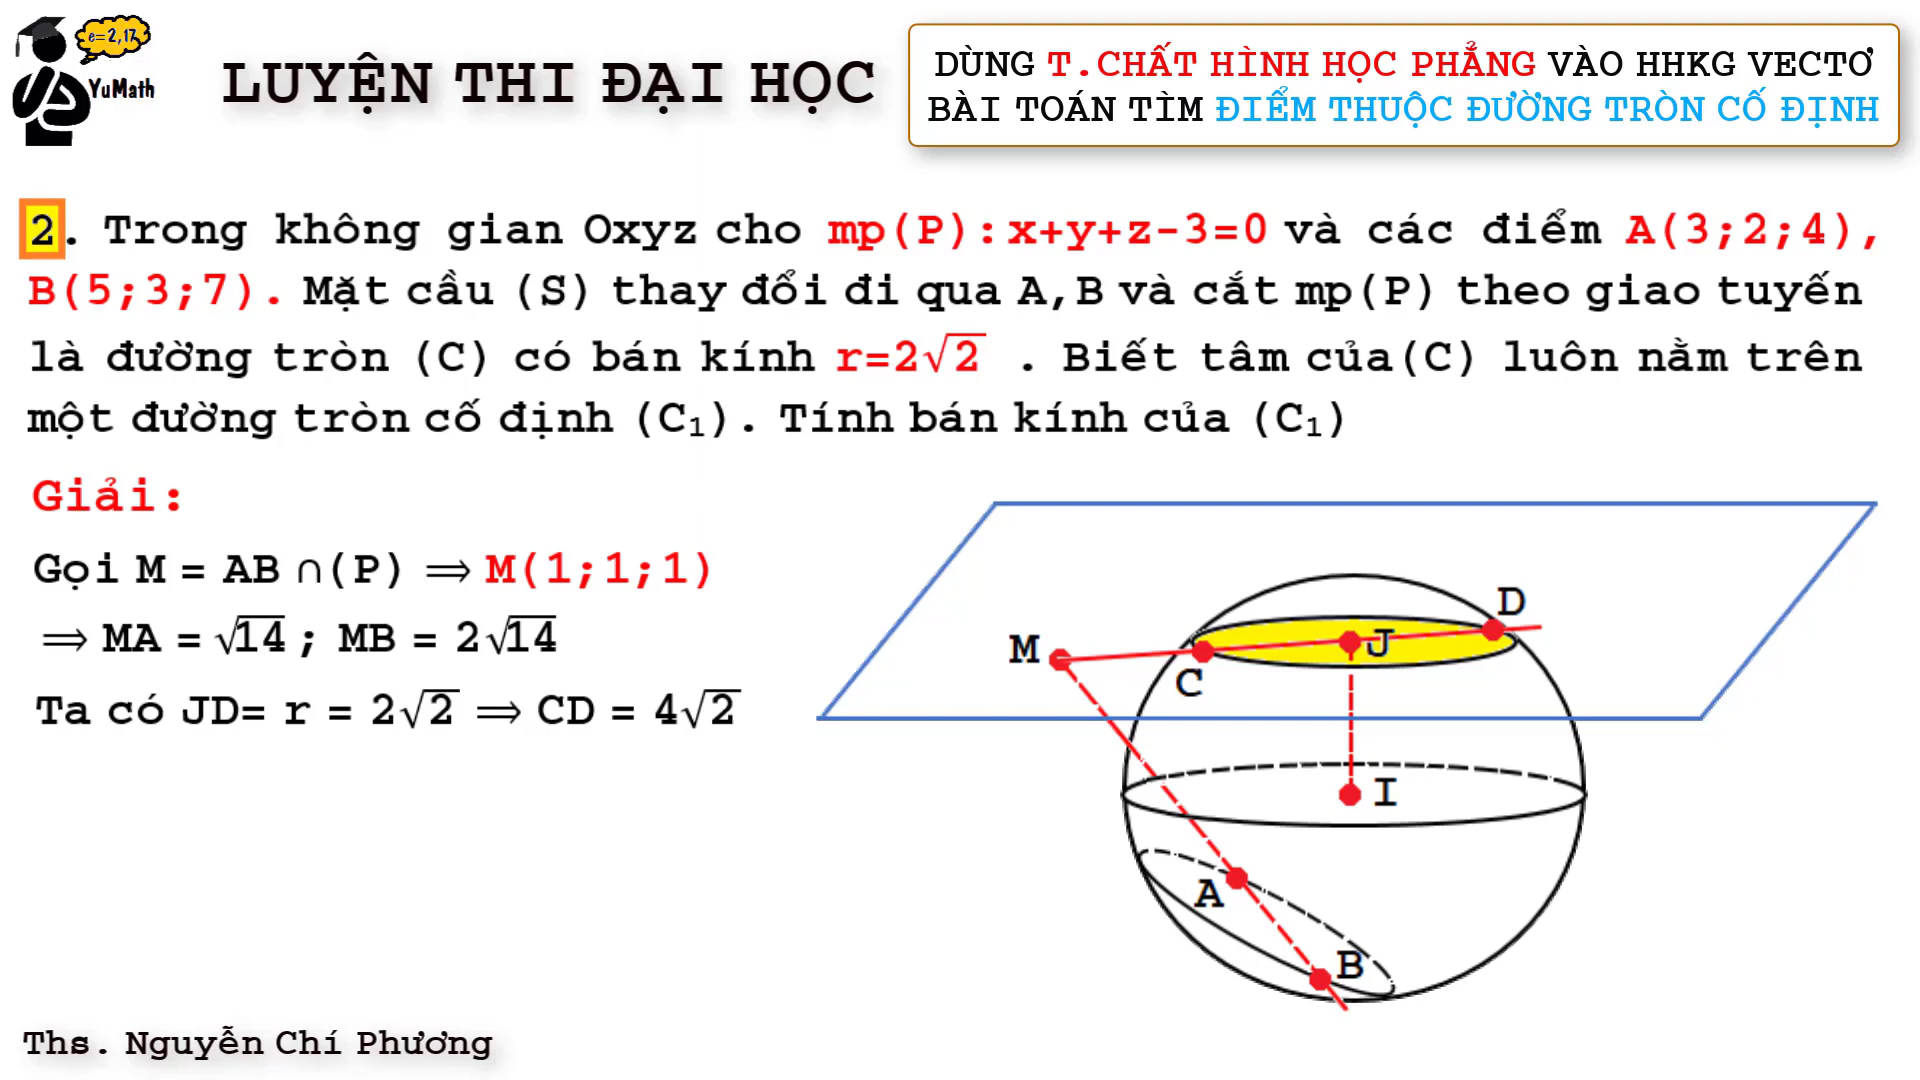 e=2,17
YuMath
LUYỆN THI ĐẠI HỌC
DÙNG T.CHẤT HÌNH HỌC PHẲNG VÀO HHKG VECTƠ
BÀI TOÁN TÌM ĐIỂM THUỘC ĐƯỜNG TRÒN CỐ ĐỊNH
2. Trong không gian Oxyz cho mp(P):x+y+z-3=0 và các điểm A(3;2;4),
B(5;3;7). Mặt cầu (S) thay đổi đi qua A,B và cắt mp(P) theo giao tuyến
là đường tròn (C) có bán kính r=2√2 . Biết tâm của(C) luôn nằm trên
một đường tròn cố định (C₁). Tính bán kính của (C₁)
Giải:
Gọi M = AB ∩(P) ⟹ M(1;1;1)
⟹ MA = √14 ; MB = 2√14
Ta có JD= r = 2√2 ⟹ CD = 4√2
D
M
J
C
I
A
B
Ths. Nguyễn Chí Phương